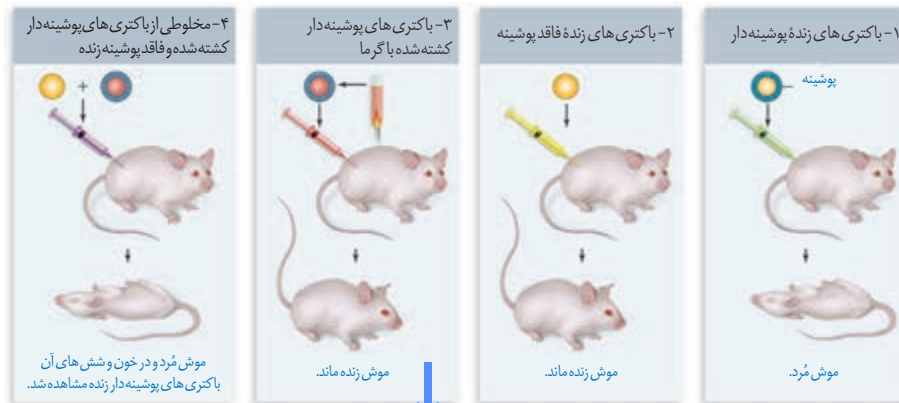 ۱- باکتری‌های زندهٔ پوشینه‌دار
پوشینه
موش مُرد.
۲- باکتری‌های زندهٔ فاقد پوشینه
موش زنده ماند.
۳- باکتری‌های پوشینه‌دار
کشته‌شده با گرما
موش زنده ماند.
۴- مخلوطی از باکتری‌های پوشینه‌دار
کشته‌شده و فاقد پوشینه زنده
+
موش مُرد و در خون و شش‌های آن
باکتری‌های پوشینه‌دار زنده مشاهده شد.